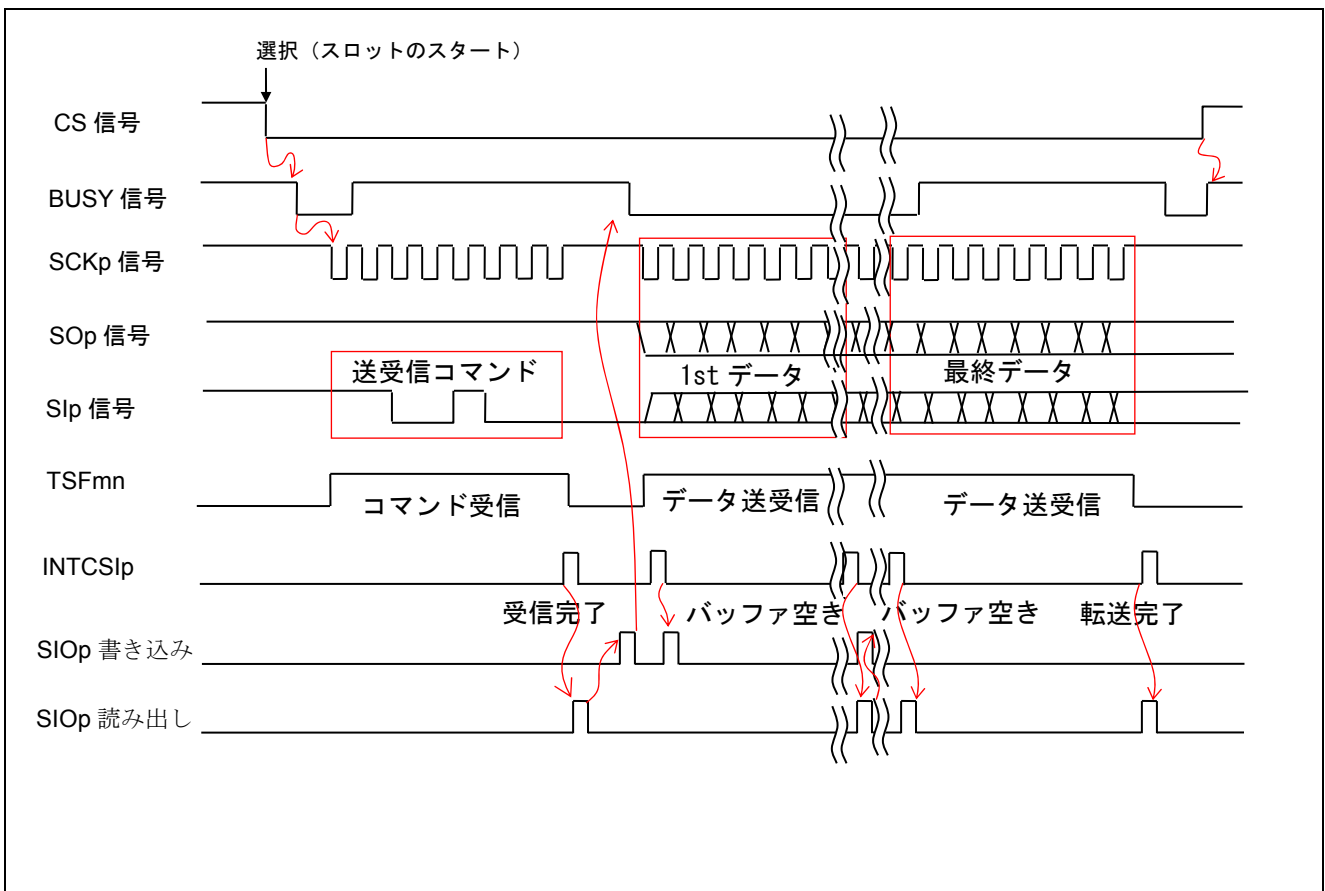 選択（スロットのスタート）
CS 信号
BUSY 信号
SCKp 信号
SOp 信号
送受信コマンド
1st データ
最終データ
SIp 信号
TSFmn
コマンド受信
データ送受信
データ送受信
INTCSIp
受信完了
バッファ空き
バッファ空き
転送完了
SIOp 書き込み
SIOp 読み出し